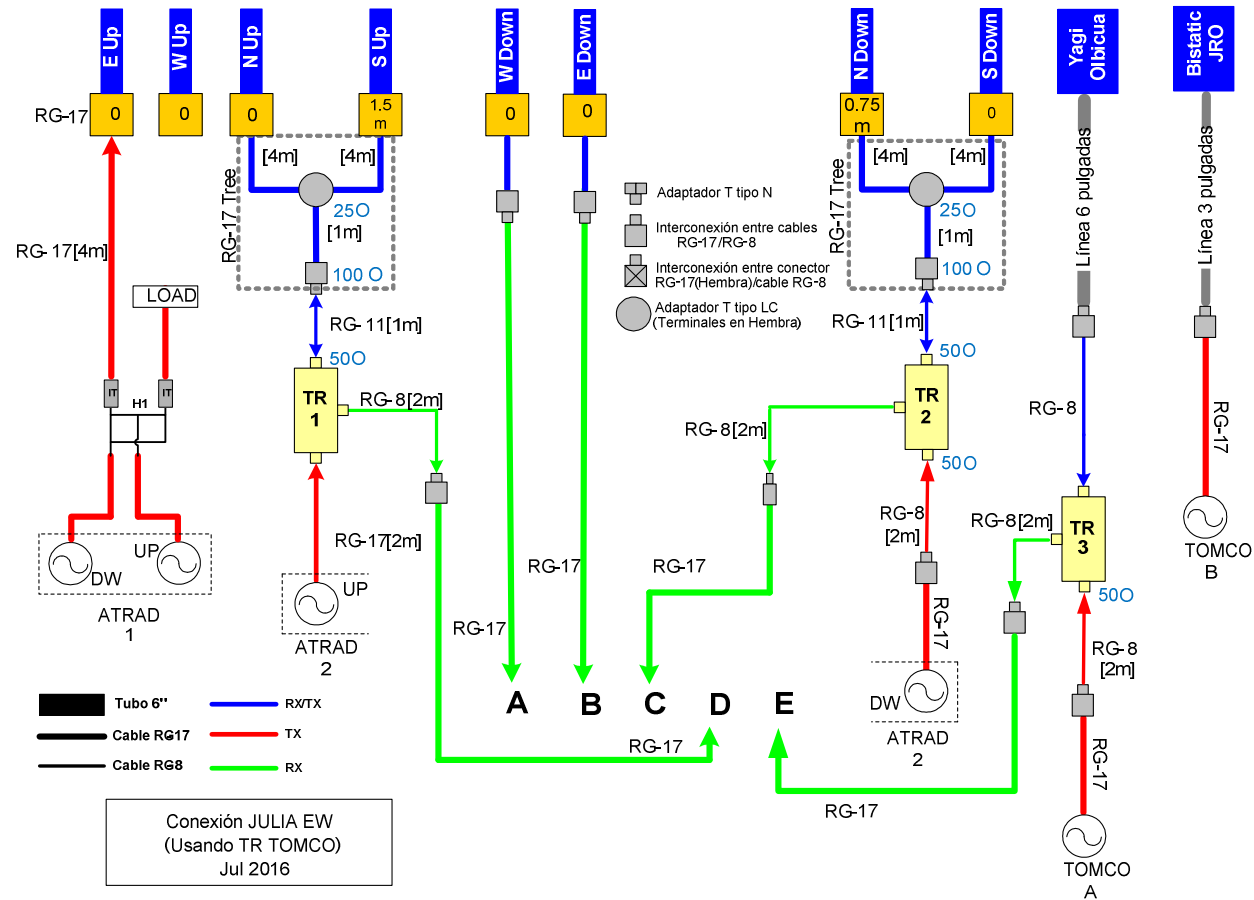 E Up
W Up
N Up
S Up
W Down
E Down
N Down
S Down
Yagi
Olbicua
Bistatic
JRO
RG-17
0
0
0
1.5
m
0
0
0.75
m
0
[4m]
[4m]
RG-17 Tree
25O
[1m]
100 O
[4m]
[4m]
RG-17 Tree
25O
[1m]
100 O
Adaptador T tipo N
Interconexión entre cables
RG-17/RG-8
Interconexión entre conector
RG-17(Hembra)/cable RG-8
Adaptador T tipo LC
(Terminales en Hembra)
Línea 6 pulgadas
Línea 3 pulgadas
RG-17[4m]
LOAD
IT
H1
IT
RG-11[1m]
50O
TR
1
RG-8[2m]
RG-11[1m]
50O
TR
2
RG-8[2m]
50O
RG-8
RG-17
RG-8
[2m]
RG-8[2m]
TR
3
50O
TOMCO
B
DW
UP
ATRAD
1
RG-17[2m]
UP
ATRAD
2
RG-17
RG-17
RG-17
RG-17
RG-8
[2m]
DW
ATRAD
2
A
B
C
D
E
RG-17
RG-17
RG-17
TOMCO
A
Tubo 6"
Cable RG17
Cable RG8
RX/TX
TX
RX
Conexión JULIA EW
(Usando TR TOMCO)
Jul 2016